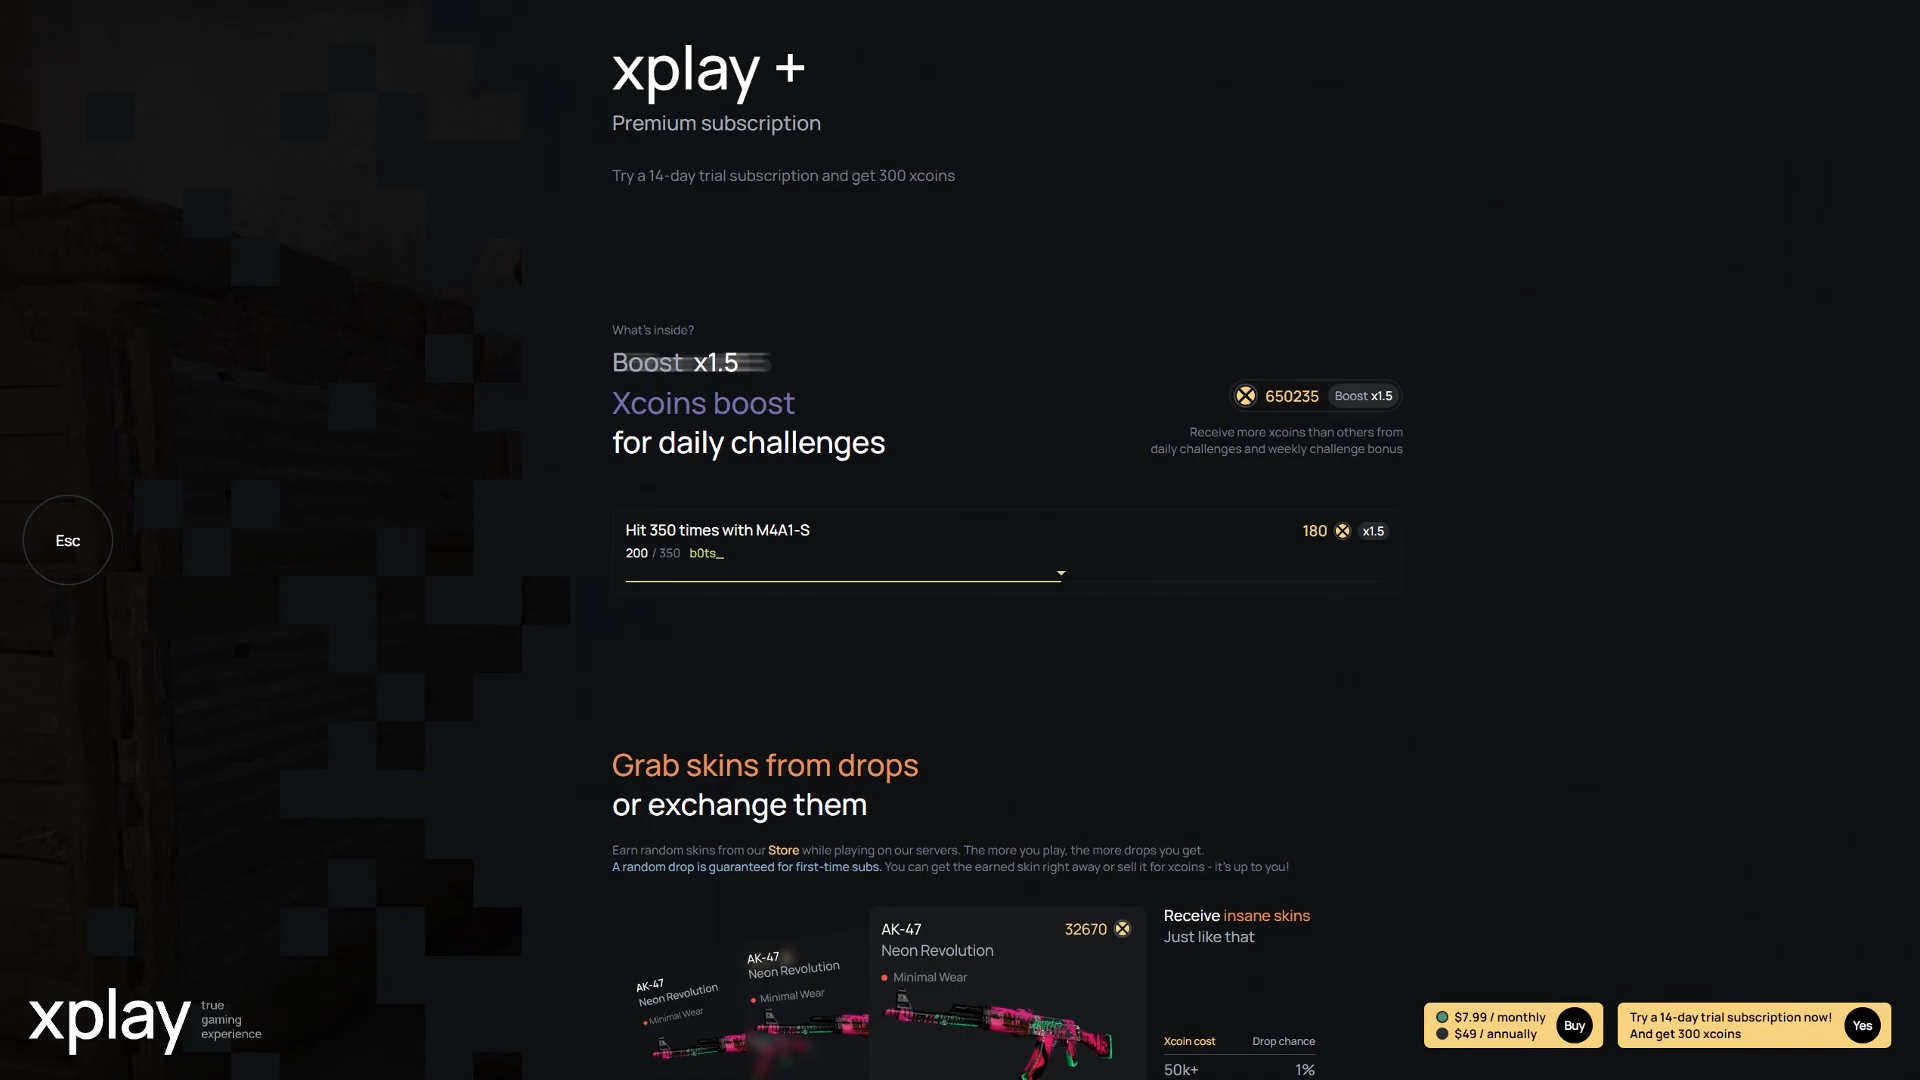 xplay +
Premium subscription
Try a 14-day trial subscription and get 300 xcoins
What's inside?
Boost x1.5
Xcoins boost
for daily challenges
650235 Boost x1.5
Receive more xcoins than others from
daily challenges and weekly challenge bonus
Esc
Hit 350 times with M4A1-S
180 x1.5
200 / 350 b0ts_
Grab skins from drops
or exchange them
Earn random skins from our Store while playing on our servers. The more you play, the more drops you get.
A random drop is guaranteed for first-time subs. You can get the earned skin right away or sell it for xcoins - it's up to you!
AK-47
Neon Revolution
Minimal Wear
AK-47
Neon Revolution
Minimal Wear
AK-47 32670
Neon Revolution
Minimal Wear
Receive insane skins
Just like that
Xcoin cost Drop chance
50k+ 1%
xplay
true
gaming
experience
$7.99 / monthly
$49 / annually
Buy
Try a 14-day trial subscription now!
And get 300 xcoins
Yes